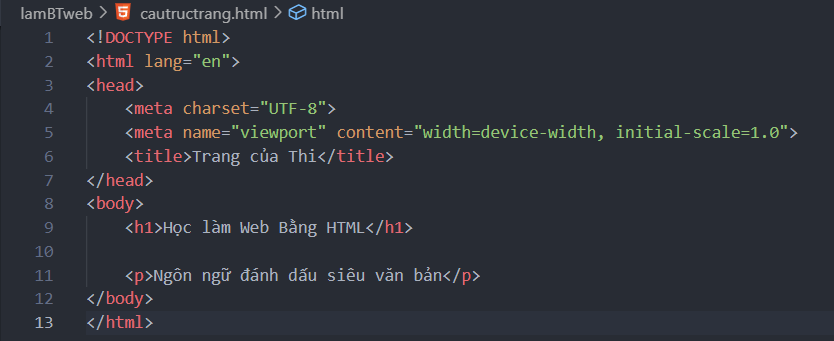 lamBTweb > cautructrang.html > html
1 <!DOCTYPE html>
2 <html lang="en">
3 <head>
4     <meta charset="UTF-8">
5     <meta name="viewport" content="width=device-width, initial-scale=1.0">
6     <title>Trang của Thi</title>
7 </head>
8 <body>
9     <h1>Học làm Web Bằng HTML</h1>
10
11     <p>Ngôn ngữ đánh dấu siêu văn bản</p>
12 </body>
13 </html>